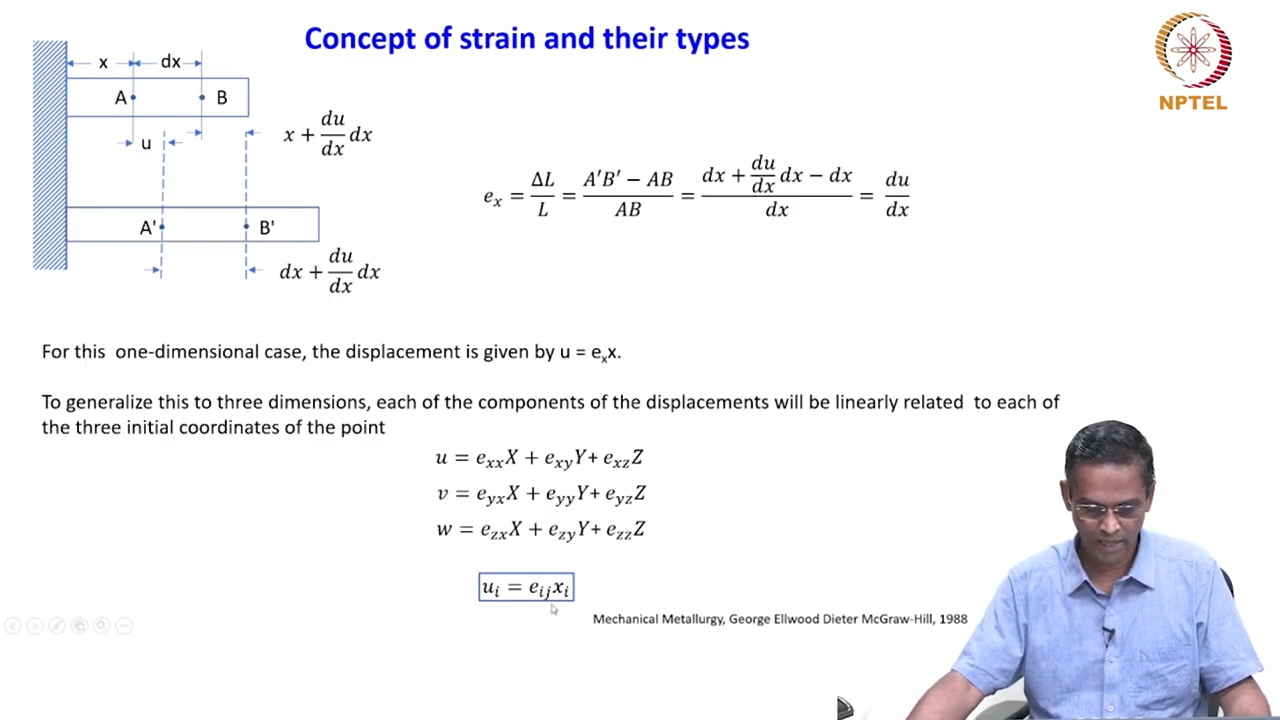 Concept of strain and their types
NPTEL
x dx
A B
u
x + du/dx dx
e_x = ΔL/L = A'B' − AB/AB = dx + du/dx dx − dx/dx = du/dx
A' B'
dx + du/dx dx
For this one-dimensional case, the displacement is given by u = eₓx.
To generalize this to three dimensions, each of the components of the displacements will be linearly related to each of
the three initial coordinates of the point
u = e_xx X + e_xy Y + e_xz Z
v = e_yx X + e_yy Y + e_yz Z
w = e_zx X + e_zy Y + e_zz Z
u_i = e_ij x_i
Mechanical Metallurgy, George Ellwood Dieter McGraw-Hill, 1988